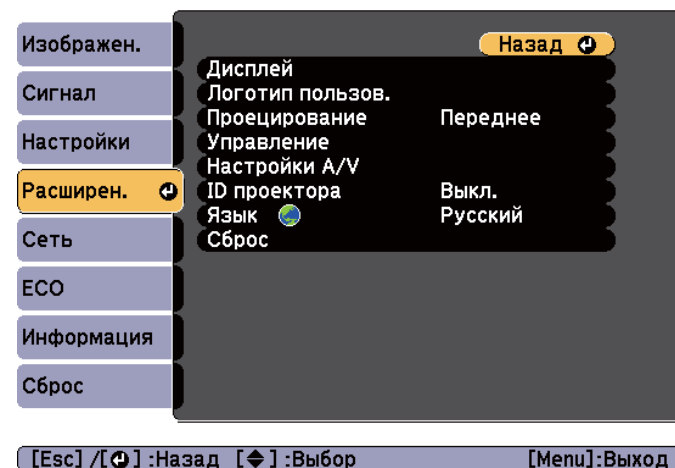 Изображен.
Сигнал
Настройки
Расширен.
Сеть
ECO
Информация
Сброс
Назад
Дисплей
Логотип пользов.
Проецирование Переднее
Управление
Настройки A/V
ID проектора Выкл.
Язык Русский
Сброс
[Esc] /[ ] :Назад [ ] :Выбор [Menu]:Выход